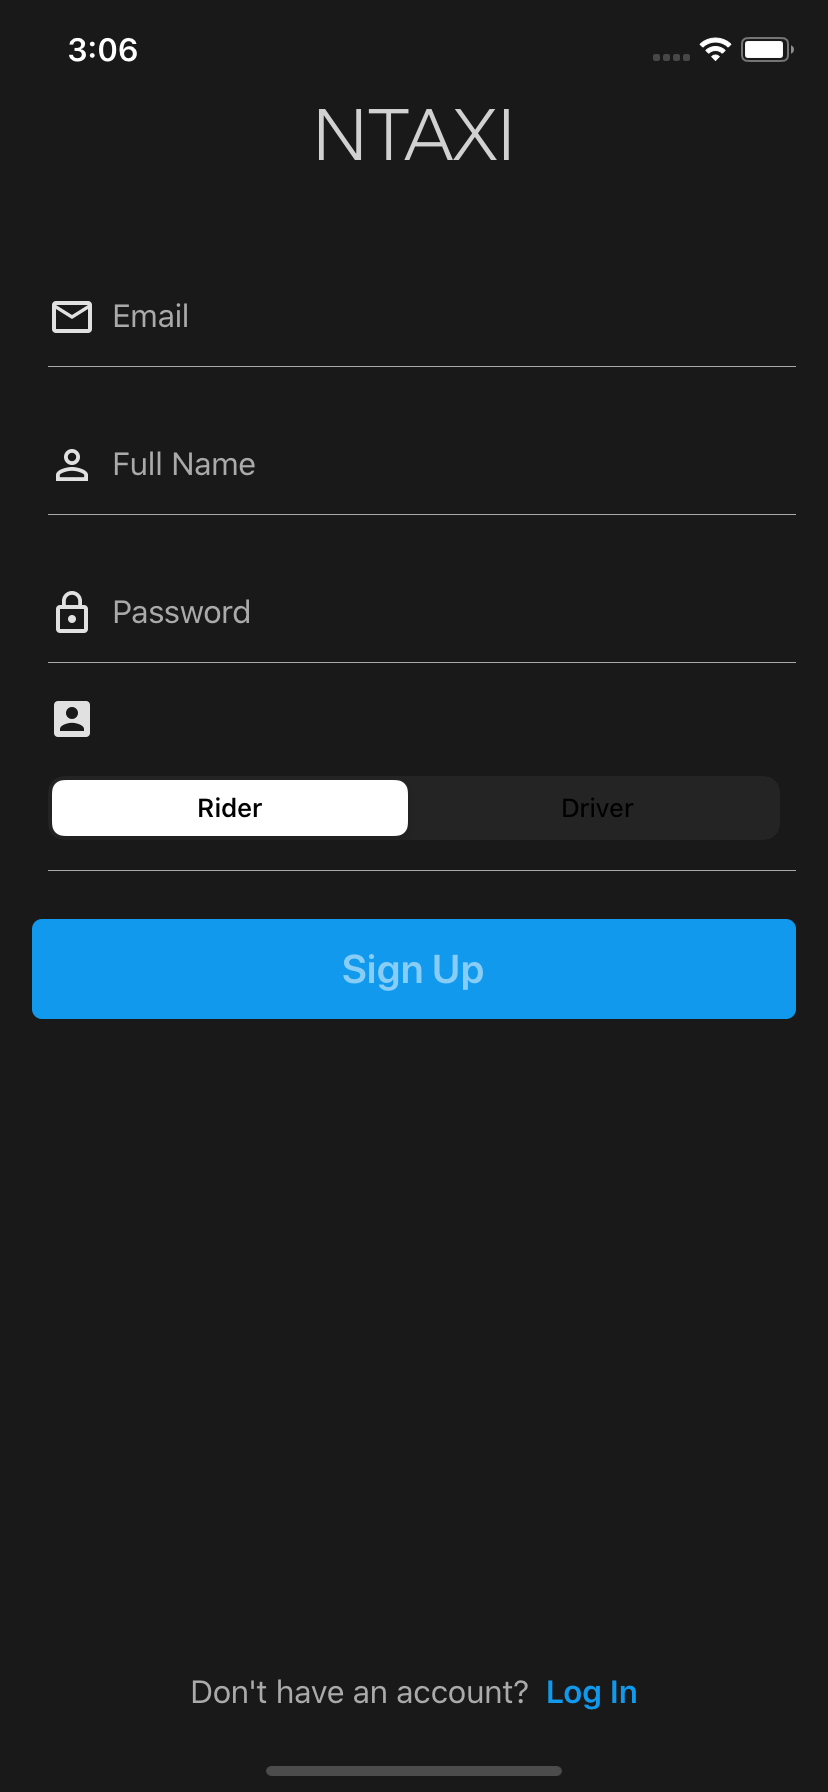 3:06
NTAXI
Email
Full Name
Password
Rider Driver
Sign Up
Don't have an account? Log In